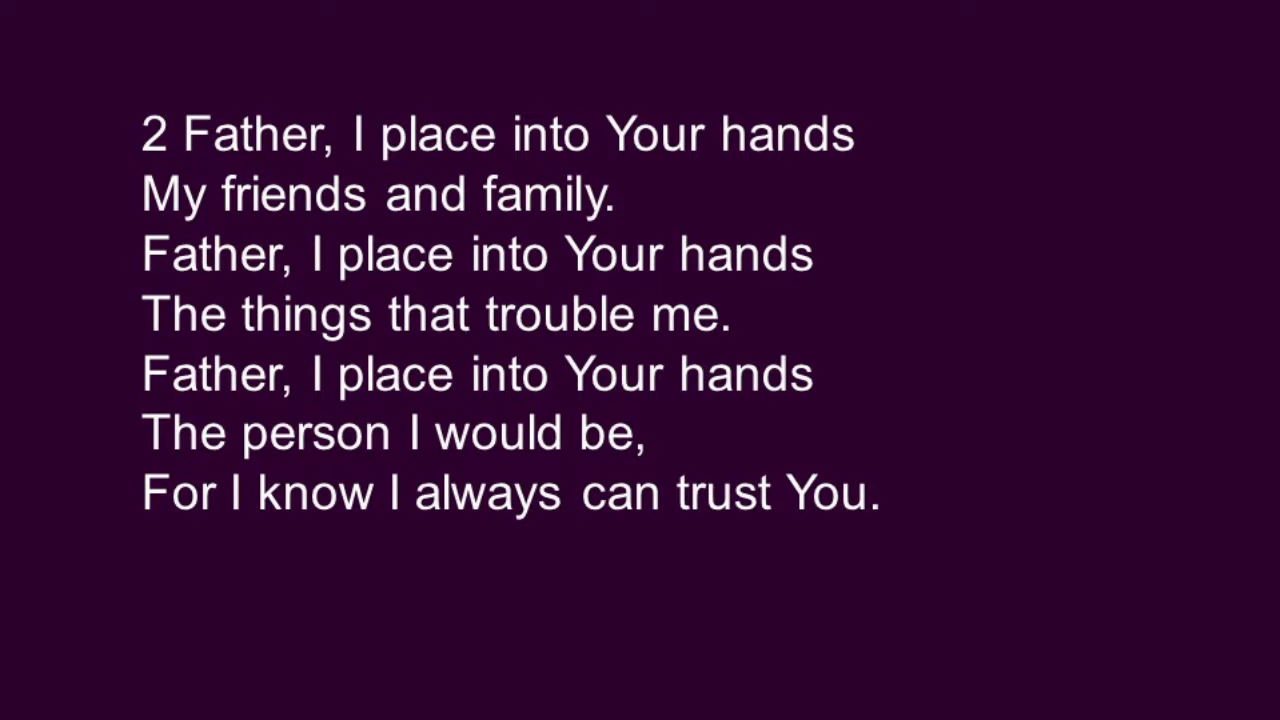 2 Father, I place into Your hands
My friends and family.
Father, I place into Your hands
The things that trouble me.
Father, I place into Your hands
The person I would be,
For I know I always can trust You.